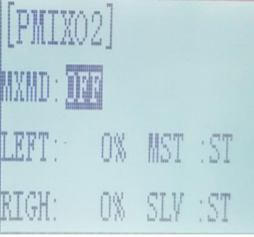 [PMIX02]
MXMD: OFF
LEFT: 0% MST :ST
RIGH: 0% SLV :ST